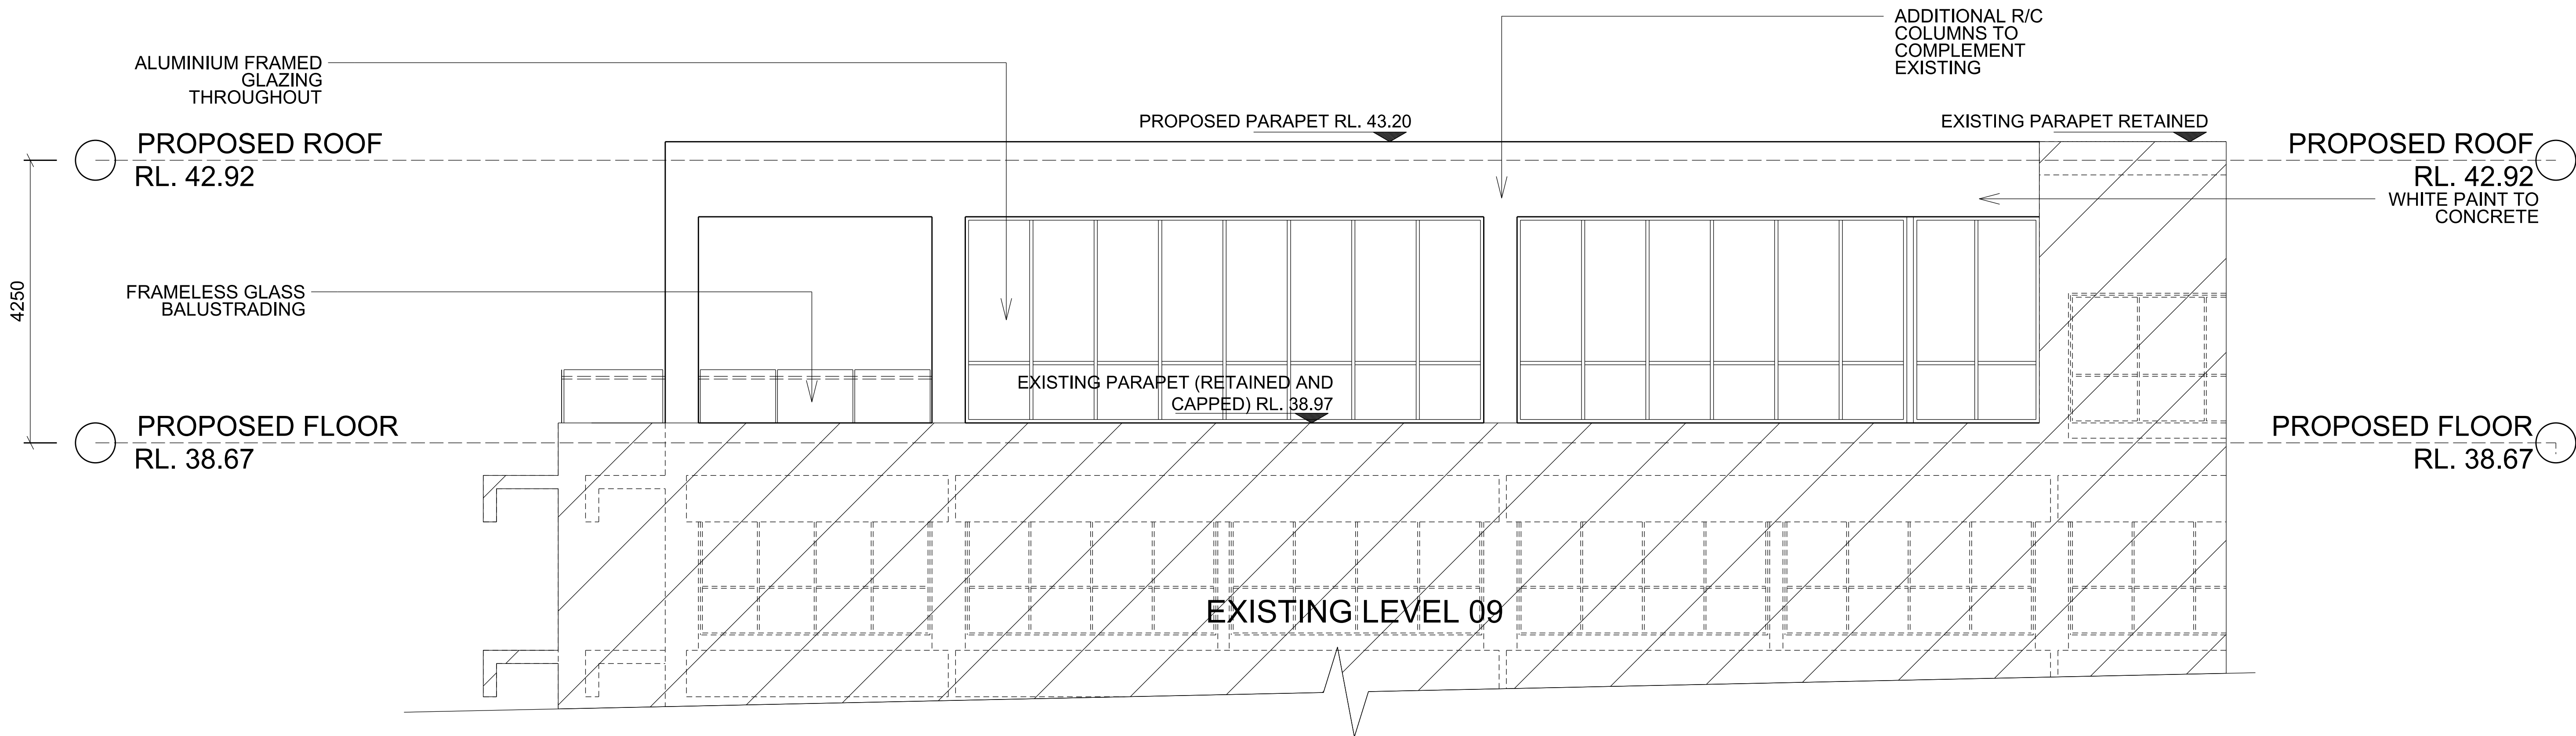 ADDITIONAL R/C
COLUMNS TO
COMPLEMENT
EXISTING
ALUMINIUM FRAMED
GLAZING
THROUGHOUT
PROPOSED PARAPET RL. 43.20
EXISTING PARAPET RETAINED
PROPOSED ROOF
RL. 42.92
PROPOSED ROOF
RL. 42.92
WHITE PAINT TO
CONCRETE
4250
FRAMELESS GLASS
BALUSTRADING
EXISTING PARAPET (RETAINED AND
CAPPED) RL. 38.97
PROPOSED FLOOR
RL. 38.67
PROPOSED FLOOR
RL. 38.67
EXISTING LEVEL 09